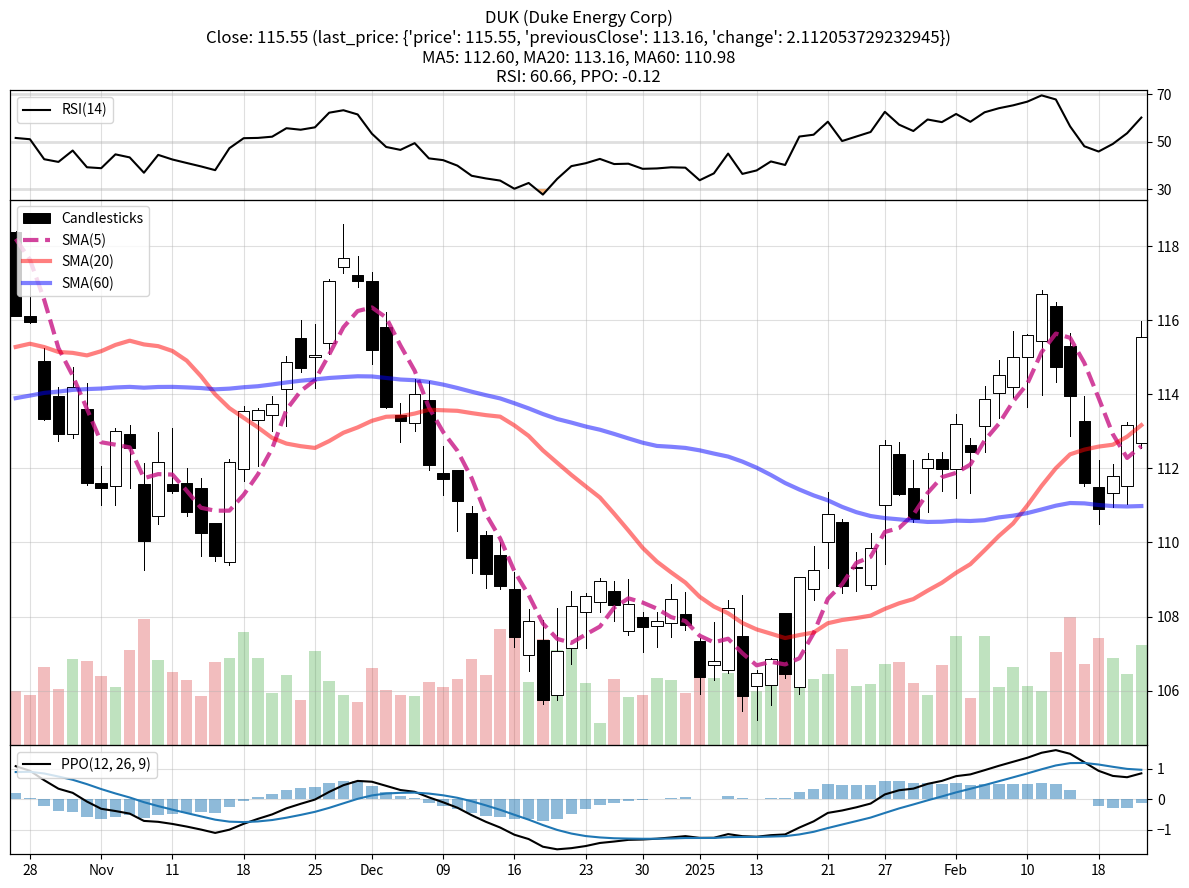 DUK (Duke Energy Corp)
Close: 115.55 (last_price: {'price': 115.55, 'previousClose': 113.16, 'change': 2.112053729232945})
MA5: 112.60, MA20: 113.16, MA60: 110.98
RSI: 60.66, PPO: -0.12
RSI(14)
70
50
30
Candlesticks
SMA(5)
SMA(20)
SMA(60)
118
116
114
112
110
108
106
PPO(12, 26, 9)
1
0
−1
28 Nov 11 18 25 Dec 09 16 23 30 2025 13 21 27 Feb 10 18